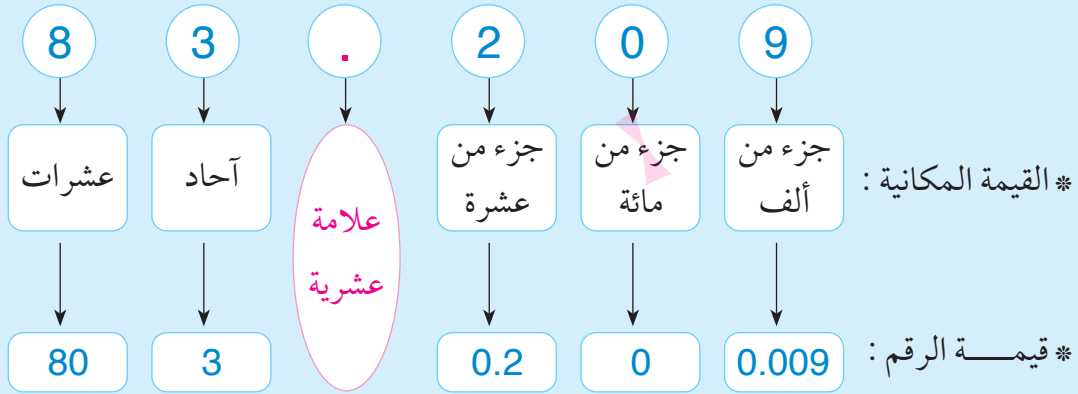 8 3 . 2 0 9
* القيمة المكانية :
جزء من
ألف
جزء من
مائة
جزء من
عشرة
علامة
عشرية
آحاد
عشرات
* قيمـــــة الرقم :
80 3 0.2 0 0.009